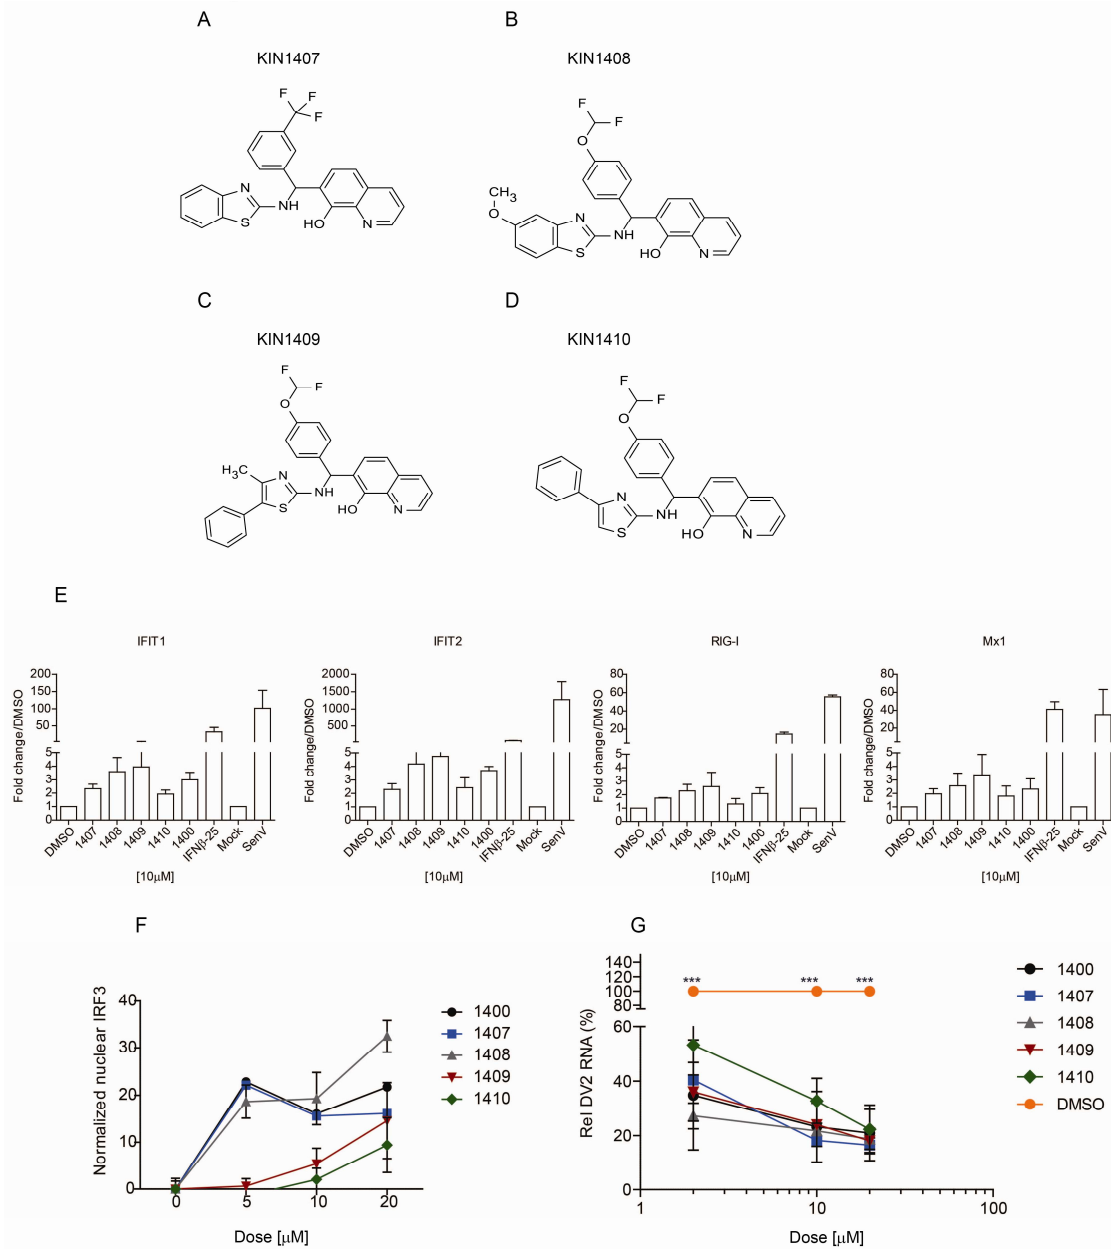 A
B
KIN1407
KIN1408
F
F
F
N
S
NH
HO
N
F
F
O
CH3
O
N
S
NH
HO
N
C
D
KIN1409
KIN1410
F
F
O
H3C
N
S
NH
HO
N
F
F
O
N
S
NH
HO
N
E
IFIT1
IFIT2
RIG-I
Mx1
Fold change/DMSO
200
150
100
50
5
4
3
2
1
0
DMSO 1407 1408 1409 1410 1400 IFNβ-25 Mock SenV
[10µM]
Fold change/DMSO
2000
1500
1000
500
5
4
3
2
1
0
DMSO 1407 1408 1409 1410 1400 IFNβ-25 Mock SenV
[10µM]
Fold change/DMSO
80
60
40
20
5
4
3
2
1
0
DMSO 1407 1408 1409 1410 1400 IFNβ-25 Mock SenV
[10µM]
Fold change/DMSO
80
60
40
20
5
4
3
2
1
0
DMSO 1407 1408 1409 1410 1400 IFNβ-25 Mock SenV
[10µM]
F
Normalized nuclear IRF3
40
30
20
10
0
0 5 10 20
Dose [µM]
1400
1407
1408
1409
1410
G
Rel DV2 RNA (%)
140
120
100
80
60
40
20
0
*** *** ***
1 10 100
Dose [µM]
1400
1407
1408
1409
1410
DMSO